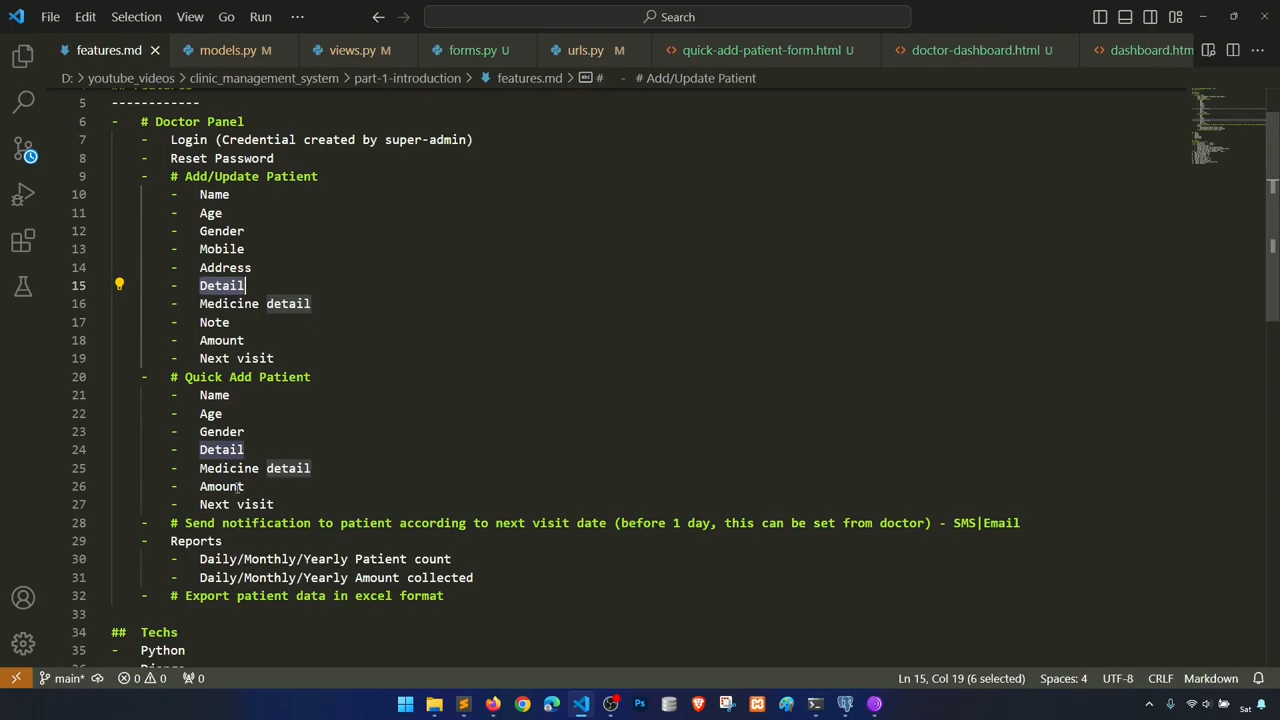 File Edit Selection View Go Run ··· Search
features.md models.py M views.py M forms.py U urls.py M quick-add-patient-form.html U doctor-dashboard.html U dashboard.htm
D: > youtube_videos > clinic_management_system > part-1-introduction > features.md > # - # Add/Update Patient
5 ------------
6 - # Doctor Panel
7 - Login (Credential created by super-admin)
8 - Reset Password
9 - # Add/Update Patient
10 - Name
11 - Age
12 - Gender
13 - Mobile
14 - Address
15 - Detail
16 - Medicine detail
17 - Note
18 - Amount
19 - Next visit
20 - # Quick Add Patient
21 - Name
22 - Age
23 - Gender
24 - Detail
25 - Medicine detail
26 - Amount
27 - Next visit
28 - # Send notification to patient according to next visit date (before 1 day, this can be set from doctor) - SMS|Email
29 - Reports
30 - Daily/Monthly/Yearly Patient count
31 - Daily/Monthly/Yearly Amount collected
32 - # Export patient data in excel format
33
34 ## Techs
35 - Python
main* 0 0 0 Ln 15, Col 19 (6 selected) Spaces: 4 UTF-8 CRLF Markdown
Ps Sat